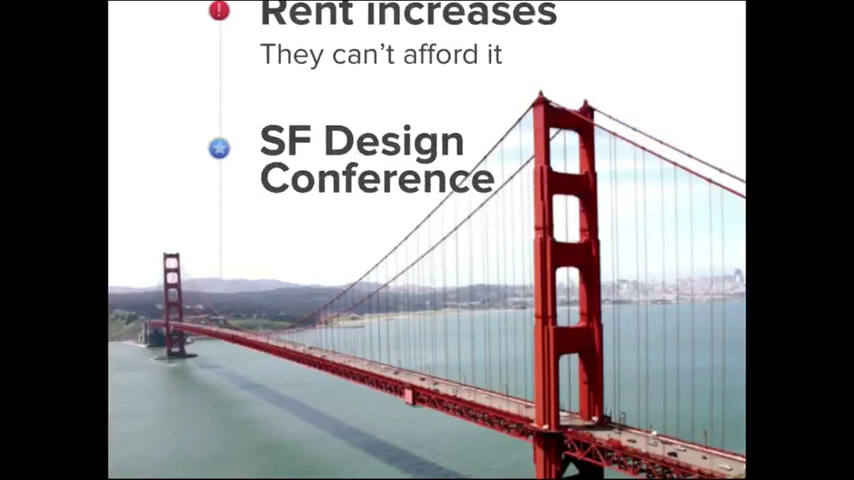 Rent increases
They can't afford it
SF Design
Conference